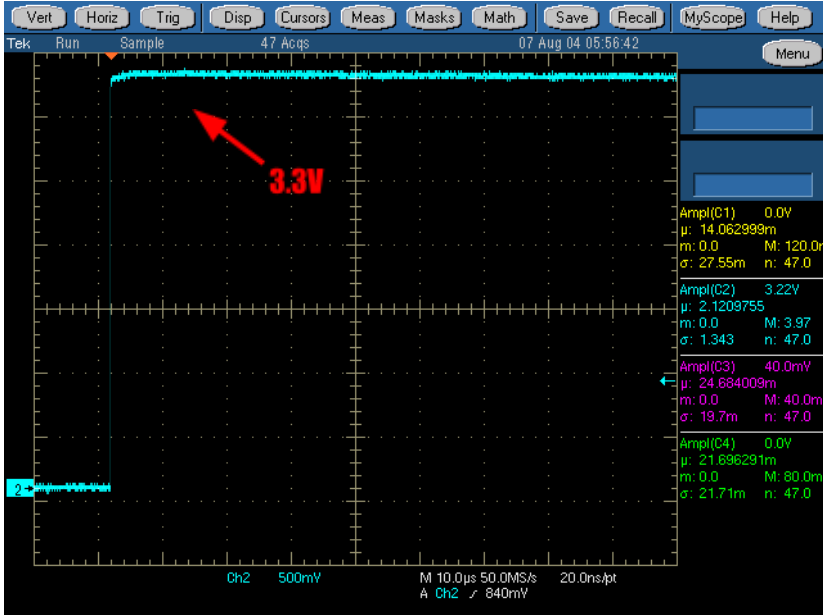 Vert Horiz Trig Disp Cursors Meas Masks Math Save Recall MyScope Help
Tek Run Sample 47 Acqs 07 Aug 04 05:56:42
Menu
3.3V
Ampl(C1) 0.0V
µ: 14.062999m
m: 0.0 M: 120.0m
σ: 27.55m n: 47.0
Ampl(C2) 3.22V
µ: 2.1209755
m: 0.0 M: 3.97
σ: 1.343 n: 47.0
Ampl(C3) 40.0mV
µ: 24.684009m
m: 0.0 M: 40.0m
σ: 19.7m n: 47.0
Ampl(C4) 0.0V
µ: 21.696291m
m: 0.0 M: 80.0m
σ: 21.71m n: 47.0
2
Ch2 500mV M 10.0µs 50.0MS/s 20.0ns/pt
A Ch2 840mV